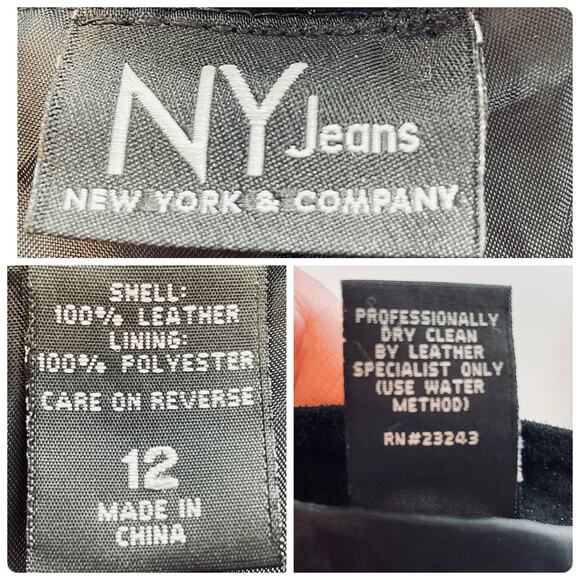 NY Jeans
NEW YORK & COMPANY
SHELL:
100% LEATHER
LINING:
100% POLYESTER
CARE ON REVERSE
12
MADE IN
CHINA
PROFESSIONALLY
DRY CLEAN
BY LEATHER
SPECIALIST ONLY
(USE WATER
METHOD)
RN#23243